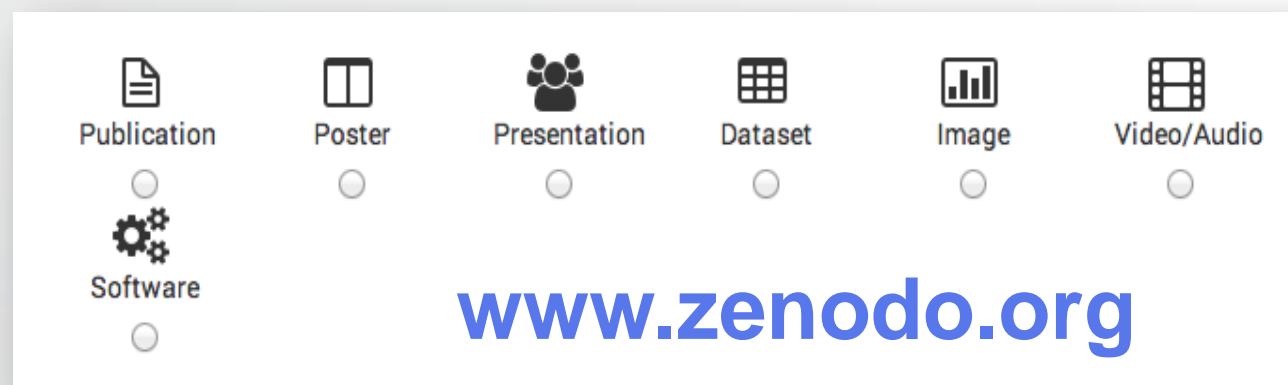 Publication Poster Presentation Dataset Image Video/Audio
Software
www.zenodo.org